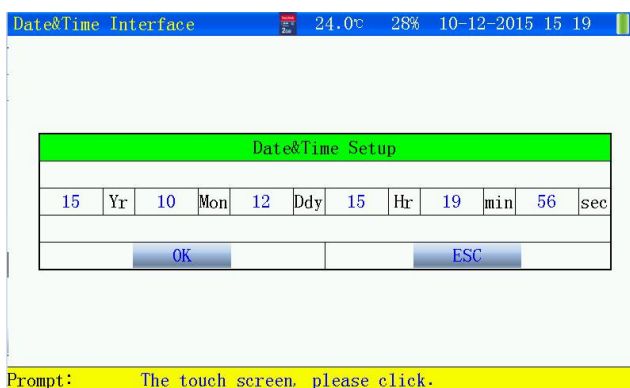 Date&Time Interface 24.0℃ 28% 10-12-2015 15 19
Date&Time Setup
15 Yr 10 Mon 12 Ddy 15 Hr 19 min 56 sec
OK ESC
Prompt: The touch screen, please click.